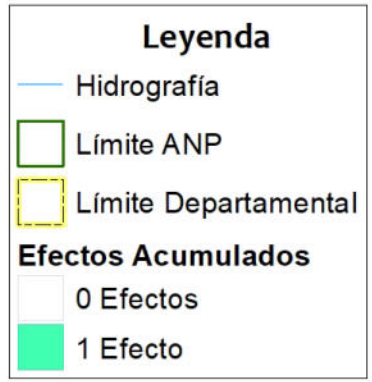 Leyenda
Hidrografía
Límite ANP
Límite Departamental
Efectos Acumulados
0 Efectos
1 Efecto